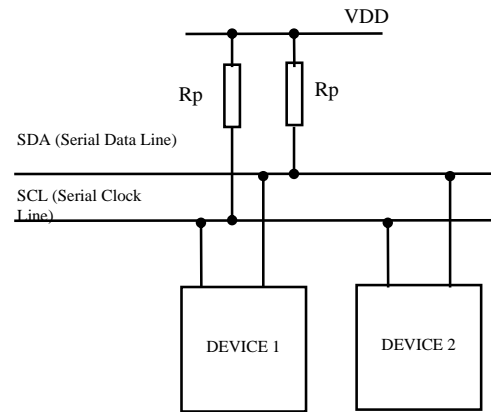 VDD
Rp
Rp
SDA (Serial Data Line)
SCL (Serial Clock
Line)
DEVICE 1
DEVICE 2